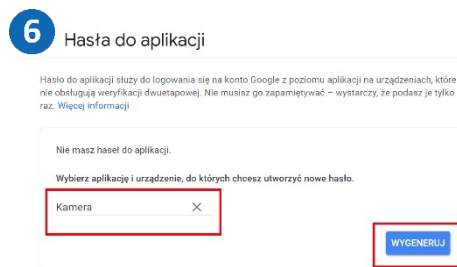 6
Hasła do aplikacji
Hasło do aplikacji służy do logowania się na konto Google z poziomu aplikacji na urządzeniach, które
nie obsługują weryfikacji dwuetapowej. Nie musisz go zapamiętywać – wystarczy, że podasz je tylko
raz. Więcej informacji
Nie masz haseł do aplikacji.
Wybierz aplikację i urządzenie, do których chcesz utworzyć nowe hasło.
Kamera
WYGENERUJ